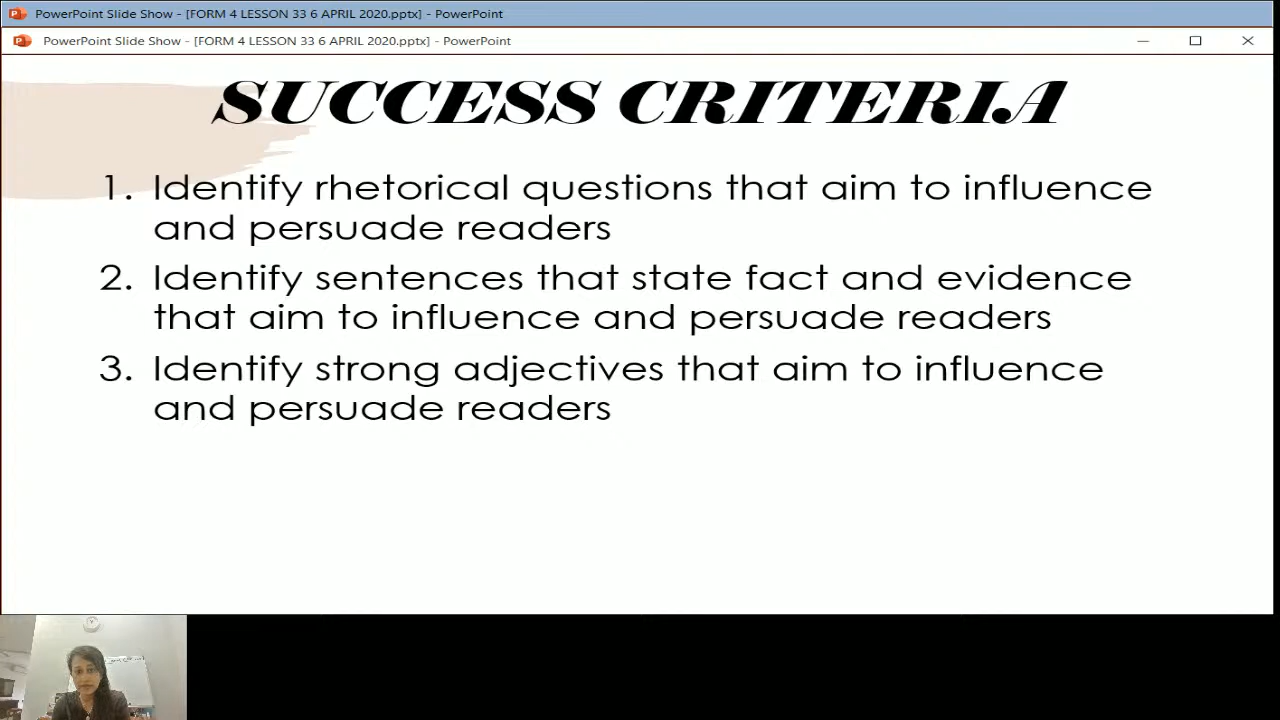 PowerPoint Slide Show - [FORM 4 LESSON 33 6 APRIL 2020.pptx] - PowerPoint
PowerPoint Slide Show - [FORM 4 LESSON 33 6 APRIL 2020.pptx] - PowerPoint
SUCCESS CRITERIA
1. Identify rhetorical questions that aim to influence
and persuade readers
2. Identify sentences that state fact and evidence
that aim to influence and persuade readers
3. Identify strong adjectives that aim to influence
and persuade readers